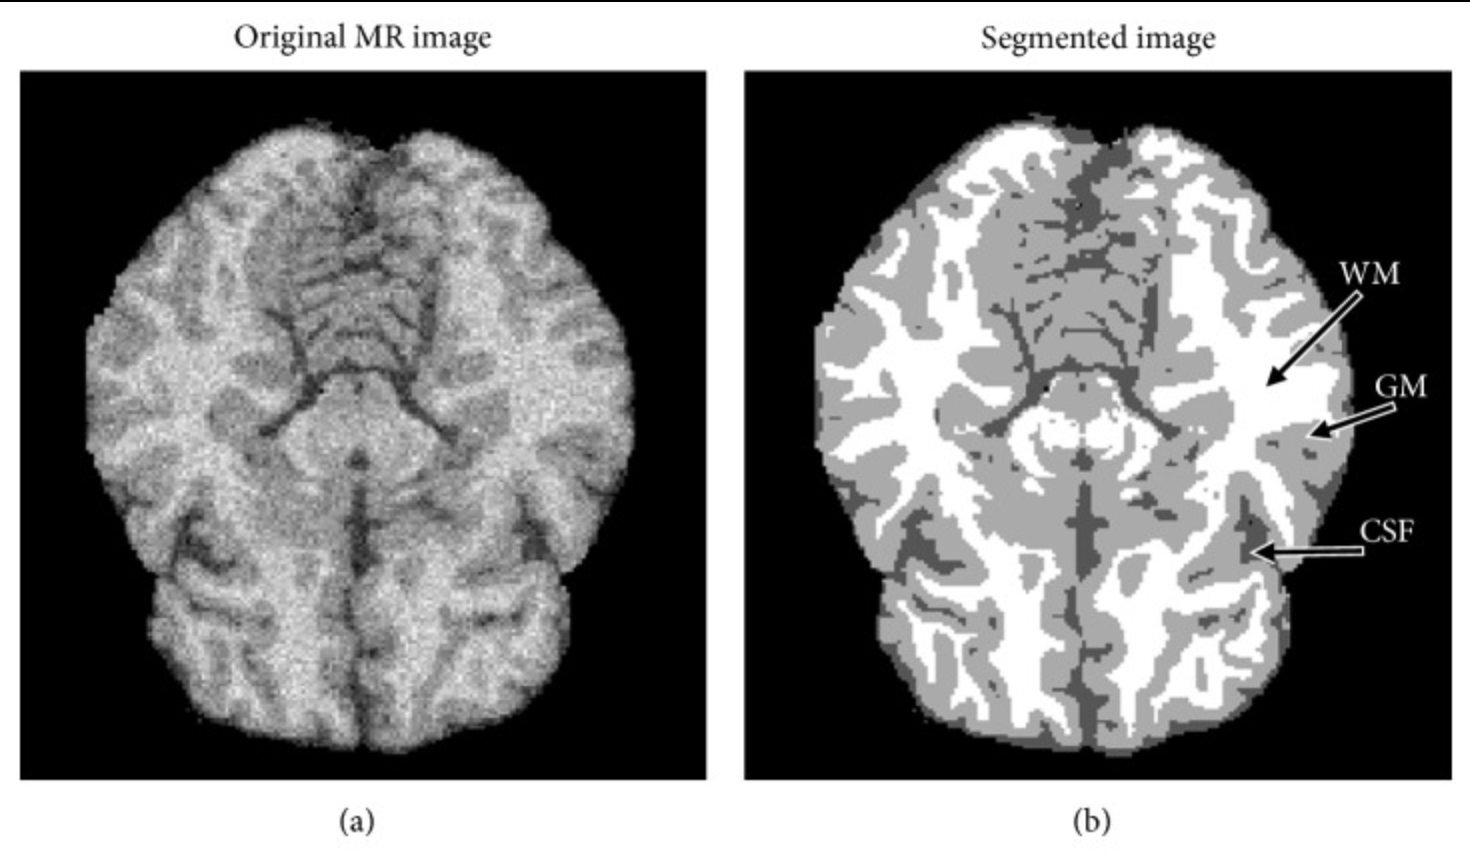 Original MR image
Segmented image
WM
GM
CSF
(a)
(b)